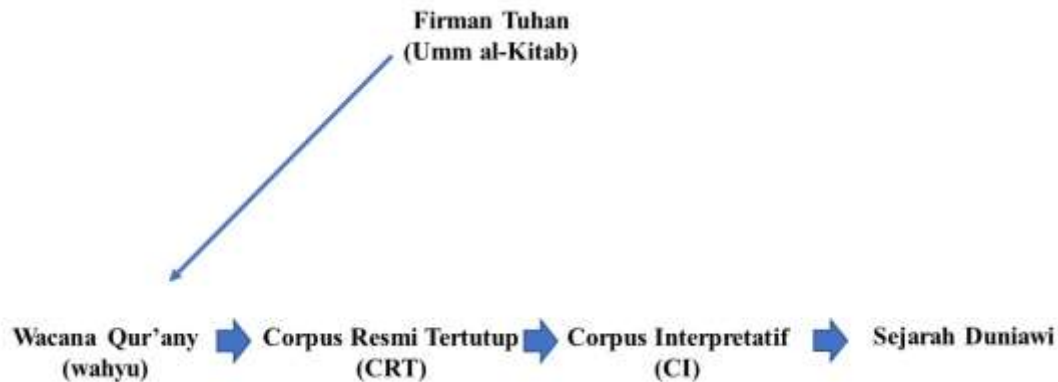 Firman Tuhan
(Umm al-Kitab)
Wacana Qur’any
(wahyu)
Corpus Resmi Tertutup
(CRT)
Corpus Interpretatif
(CI)
Sejarah Duniawi